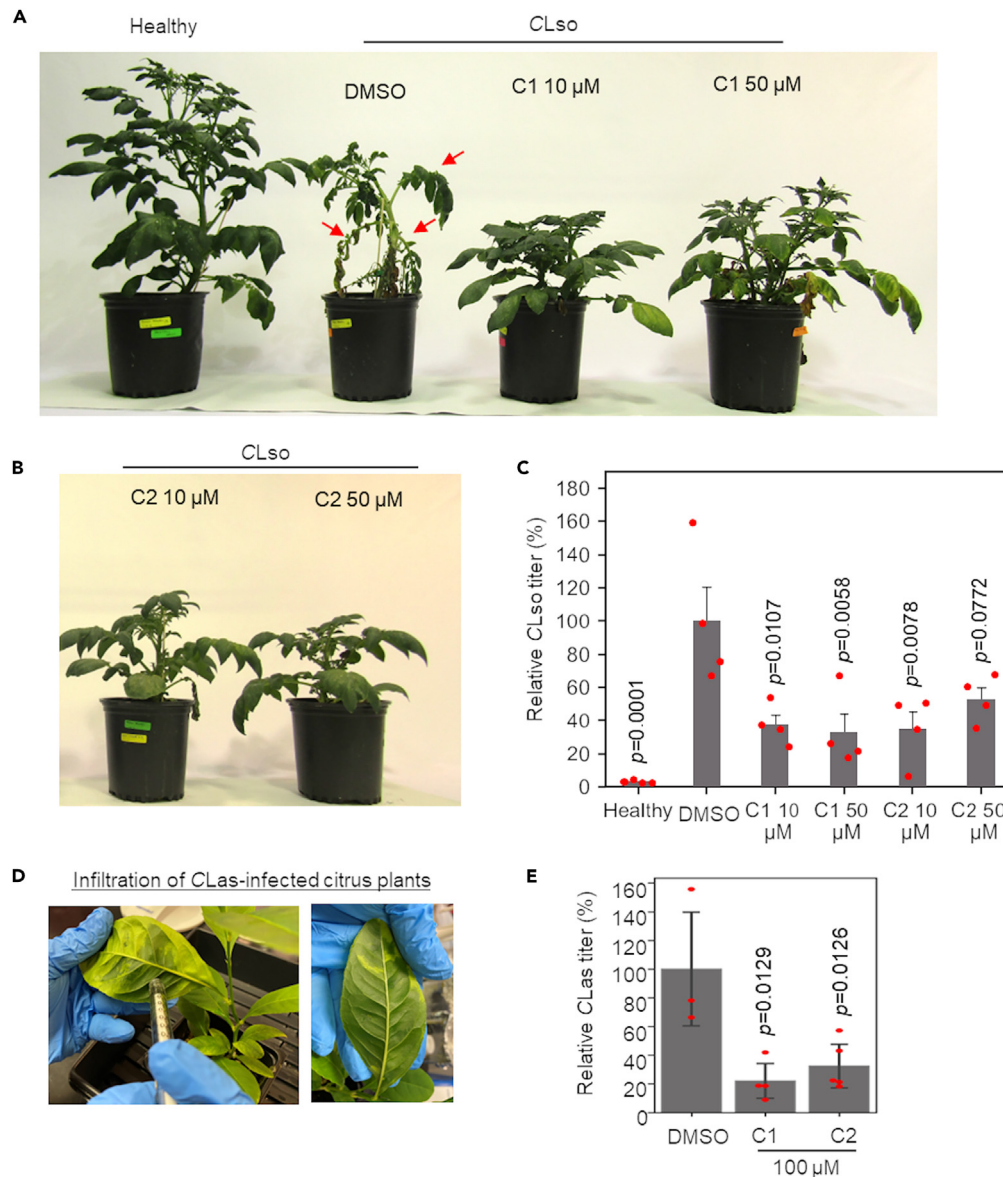 A
Healthy
CLso
DMSO
C1 10 µM
C1 50 µM
B
CLso
C2 10 µM
C2 50 µM
C
Relative CLso titer (%)
180
160
140
120
100
80
60
40
20
0
p=0.0001
p=0.0107
p=0.0058
p=0.0078
p=0.0772
Healthy
DMSO
C1 10
µM
C1 50
µM
C2 10
µM
C2 50
µM
D
Infiltration of CLas-infected citrus plants
E
Relative CLas titer (%)
160
140
120
100
80
60
40
20
0
p=0.0129
p=0.0126
DMSO
C1
C2
100 µM